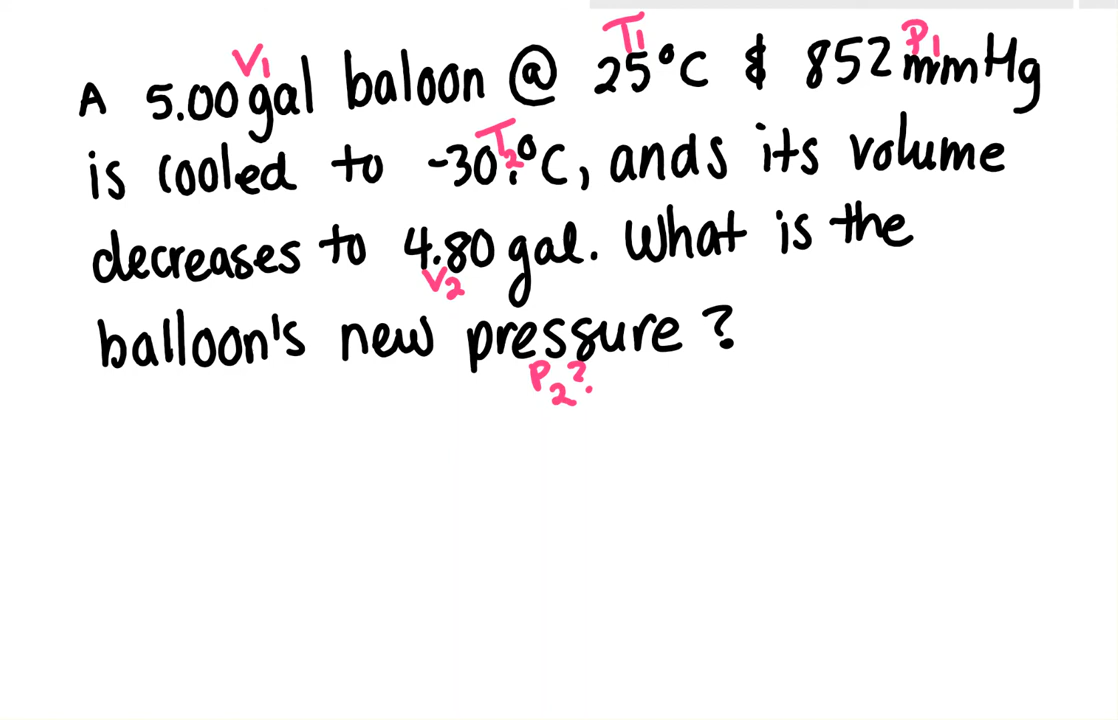 V1 T1 P1
A 5.00 gal baloon @ 25°C & 852 mmHg
T2
is cooled to -30.°C, ands its volume
decreases to 4.80 gal. What is the
V2
balloon's new pressure?
P2?